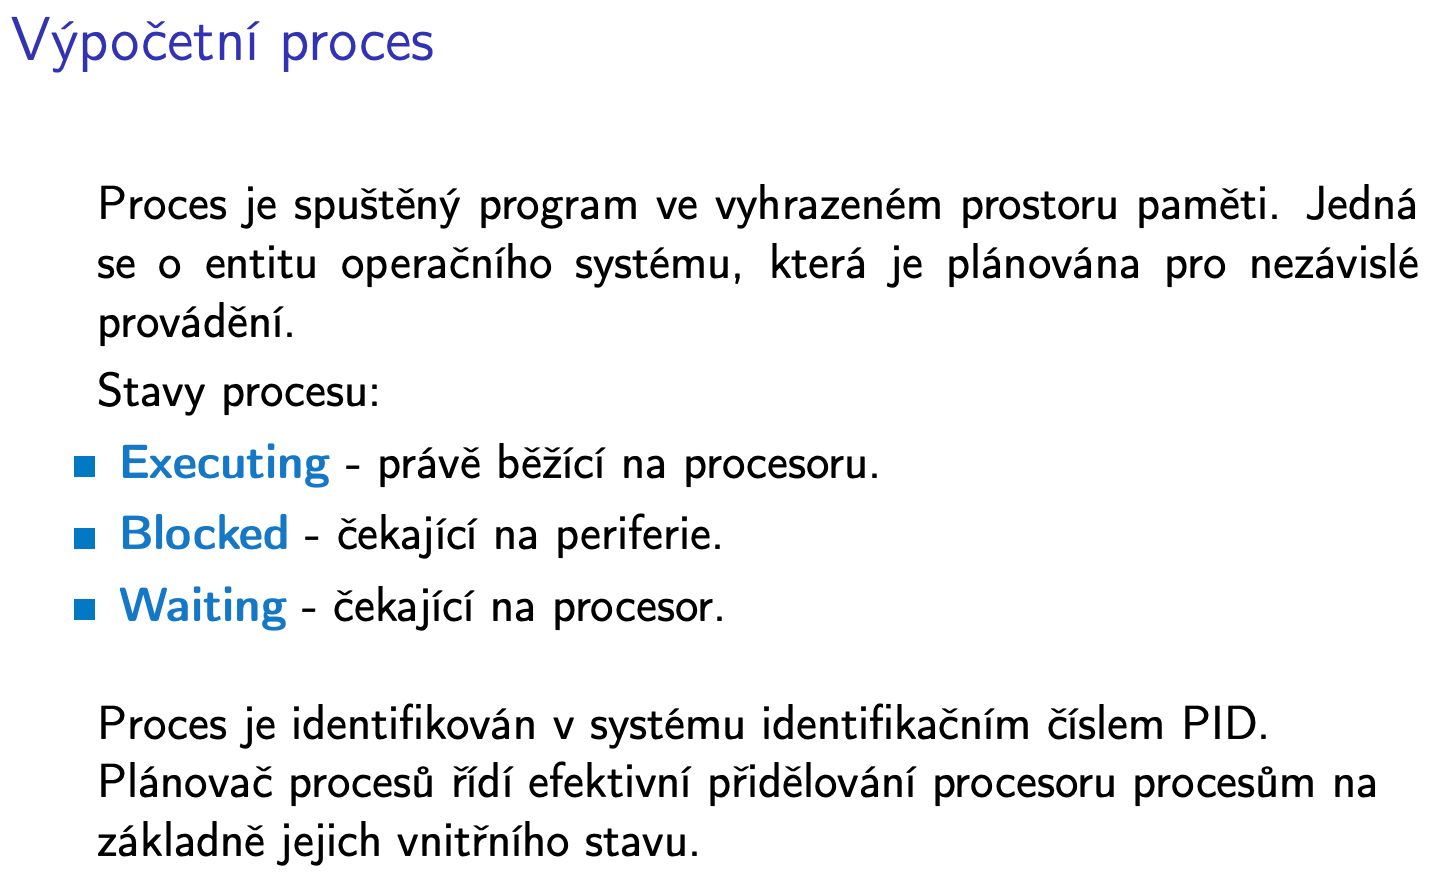 Výpočetní proces
Proces je spuštěný program ve vyhrazeném prostoru paměti. Jedná
se o entitu operačního systému, která je plánována pro nezávislé
provádění.
Stavy procesu:
Executing - právě běžící na procesoru.
Blocked - čekající na periferie.
Waiting - čekající na procesor.
Proces je identifikován v systému identifikačním číslem PID.
Plánovač procesů řídí efektivní přidělování procesoru procesům na
základně jejich vnitřního stavu.